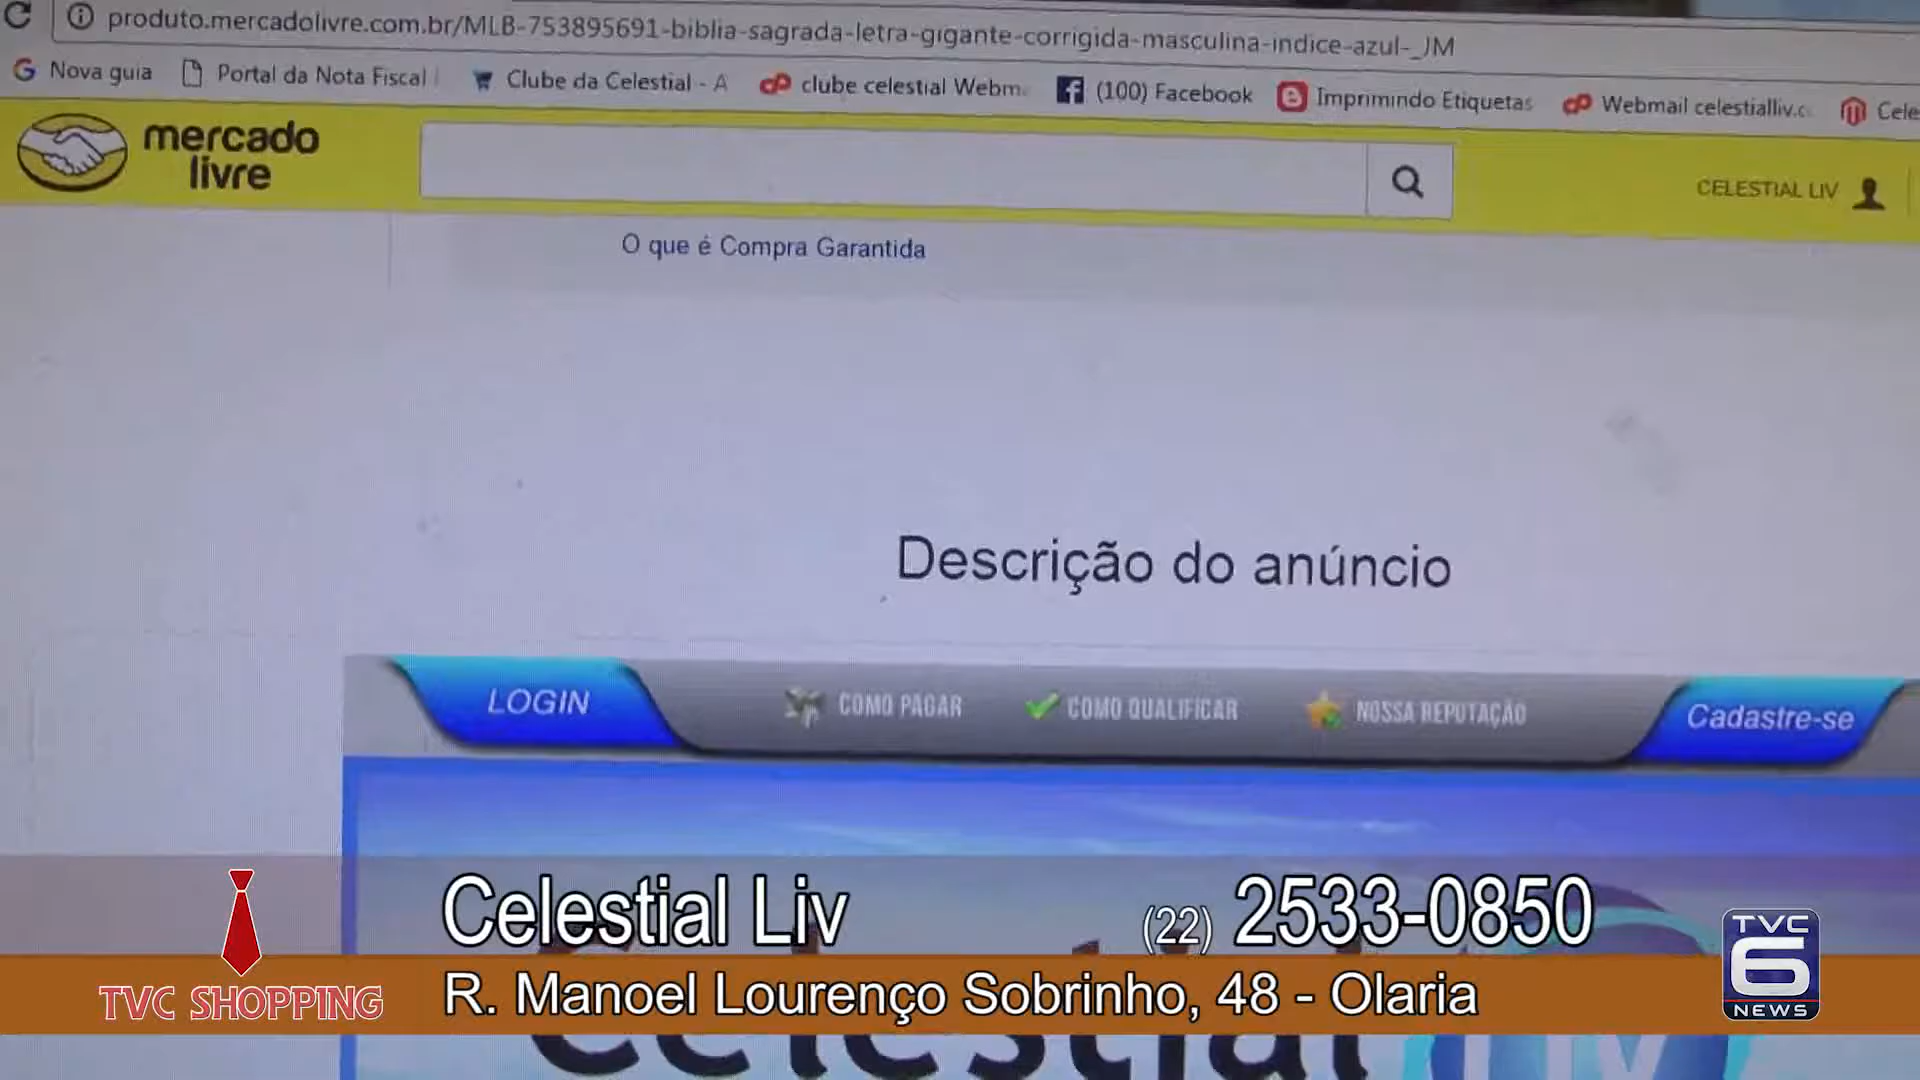 produto.mercadolivre.com.br/MLB-753895691-biblia-sagrada-letra-gigante-corrigida-masculina-indice-azul-_JM
Nova guia Portal da Nota Fiscal Clube da Celestial - A clube celestial Webm (100) Facebook Imprimindo Etiquetas Webmail celestialliv.c Cele
mercado
livre
CELESTIAL LIV
O que é Compra Garantida
Descrição do anúncio
LOGIN COMO PAGAR COMO QUALIFICAR NOSSA REPUTAÇÃO Cadastre-se
Celestial Liv (22) 2533-0850
R. Manoel Lourenço Sobrinho, 48 - Olaria
TVC SHOPPING
TVC
6
NEWS
Celestial Liv